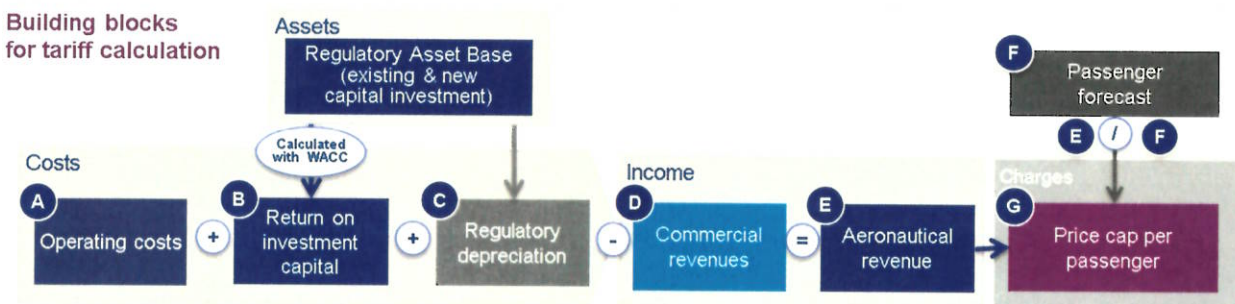 Building blocks
for tariff calculation
Assets
Regulatory Asset Base
(existing & new
capital investment)
Calculated
with WACC
F
Passenger
forecast
E / F
Costs
Income
Charges
A
Operating costs
+
B
Return on
investment
capital
+
C
Regulatory
depreciation
-
D
Commercial
revenues
=
E
Aeronautical
revenue
G
Price cap per
passenger